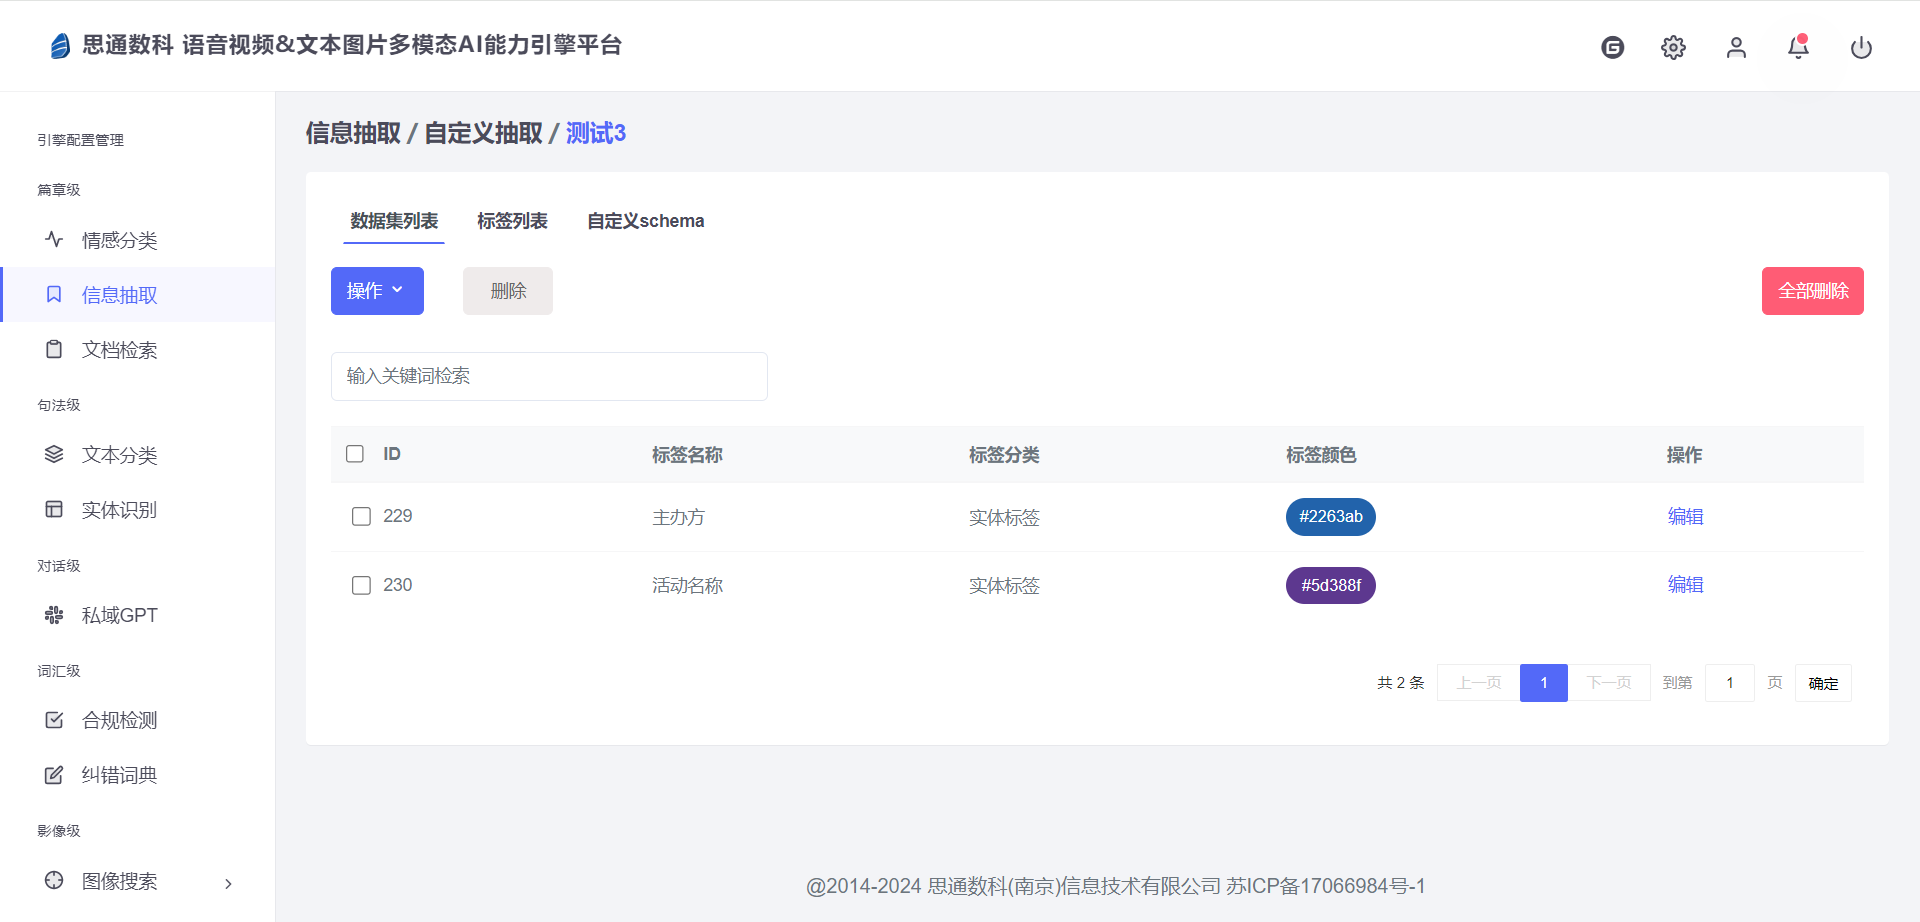 思通数科 语音视频&文本图片多模态AI能力引擎平台
引擎配置管理
篇章级
情感分类
信息抽取
文档检索
句法级
文本分类
实体识别
对话级
私域GPT
词汇级
合规检测
纠错词典
影像级
图像搜索
信息抽取 / 自定义抽取 / 测试3
数据集列表 标签列表 自定义schema
操作 删除 全部删除
输入关键词检索
ID 标签名称 标签分类 标签颜色 操作
229 主办方 实体标签 #2263ab 编辑
230 活动名称 实体标签 #5d388f 编辑
共 2 条 上一页 1 下一页 到第 1 页 确定
@2014-2024 思通数科(南京)信息技术有限公司 苏ICP备17066984号-1